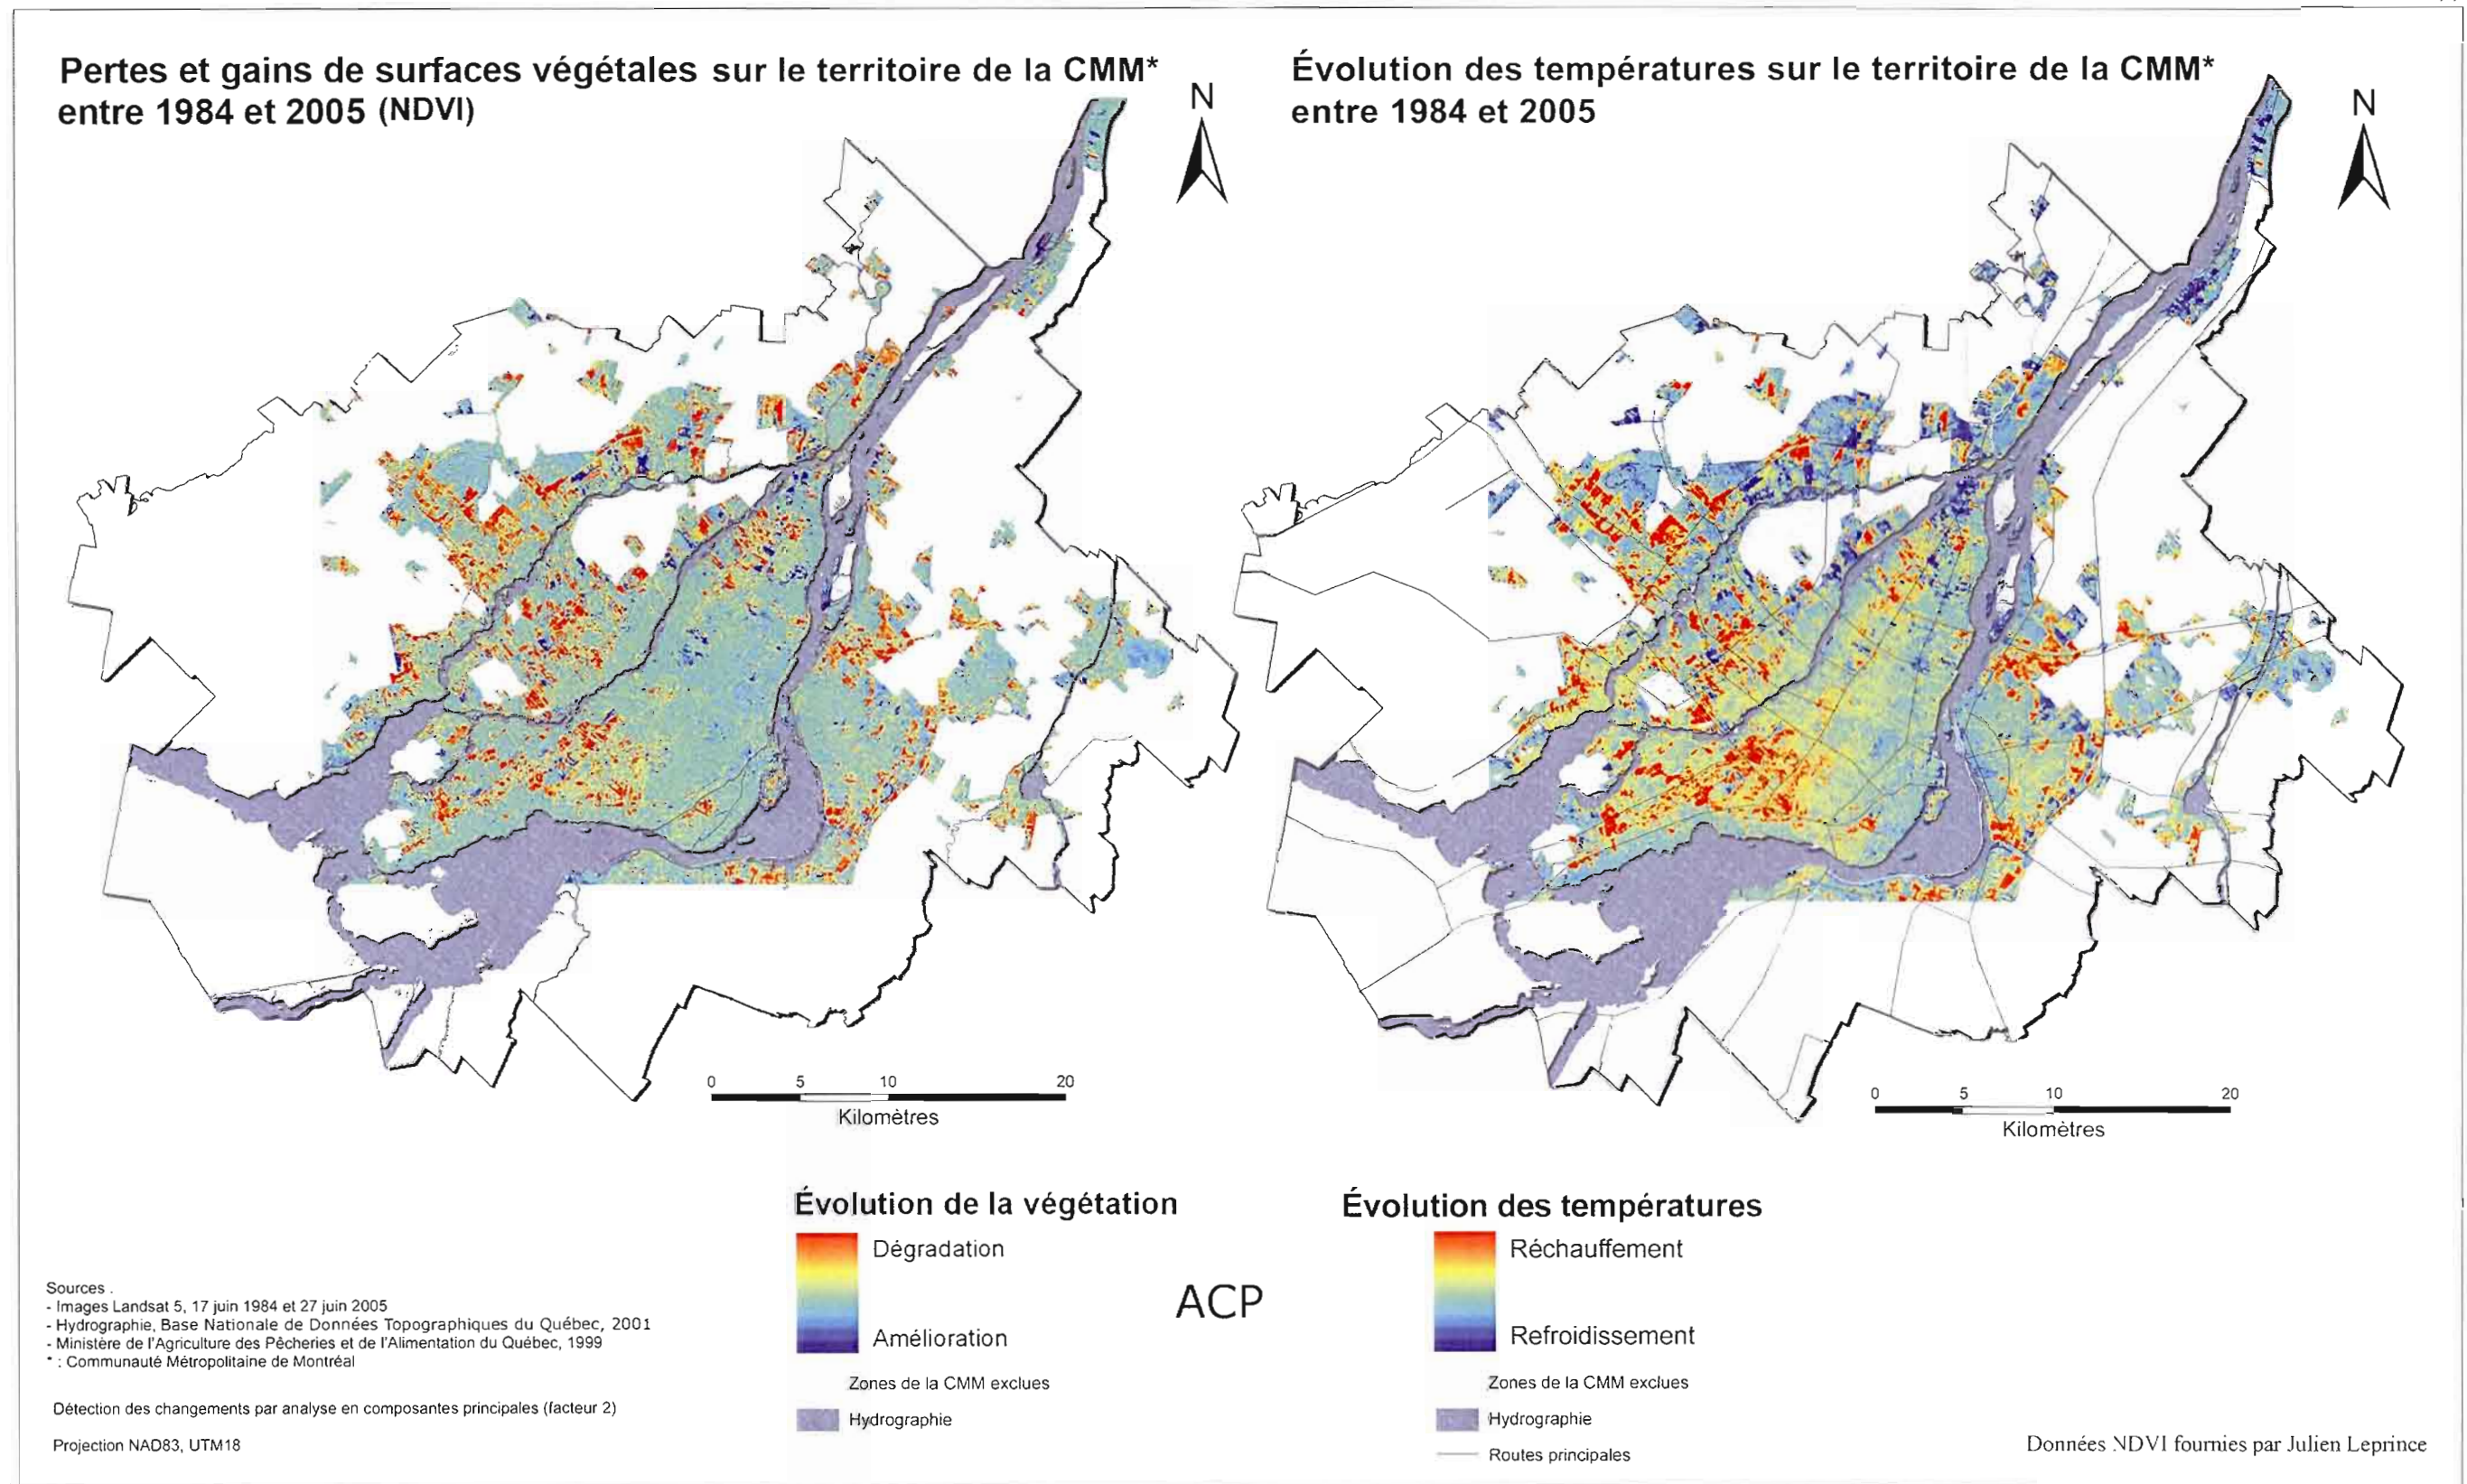 Pertes et gains de surfaces végétales sur le territoire de la CMM*
entre 1984 et 2005 (NDVI)
N
Évolution des températures sur le territoire de la CMM*
entre 1984 et 2005
N
0 5 10 20
Kilomètres
0 5 10 20
Kilomètres
Évolution de la végétation
Dégradation
Amélioration
Zones de la CMM exclues
Hydrographie
ACP
Évolution des températures
Réchauffement
Refroidissement
Zones de la CMM exclues
Hydrographie
Routes principales
Sources .
- Images Landsat 5, 17 juin 1984 et 27 juin 2005
- Hydrographie, Base Nationale de Données Topographiques du Québec, 2001
- Ministère de l'Agriculture des Pêcheries et de l'Alimentation du Québec, 1999
* : Communauté Métropolitaine de Montréal
Détection des changements par analyse en composantes principales (facteur 2)
Projection NAD83, UTM18
Données NDVI fournies par Julien Leprince